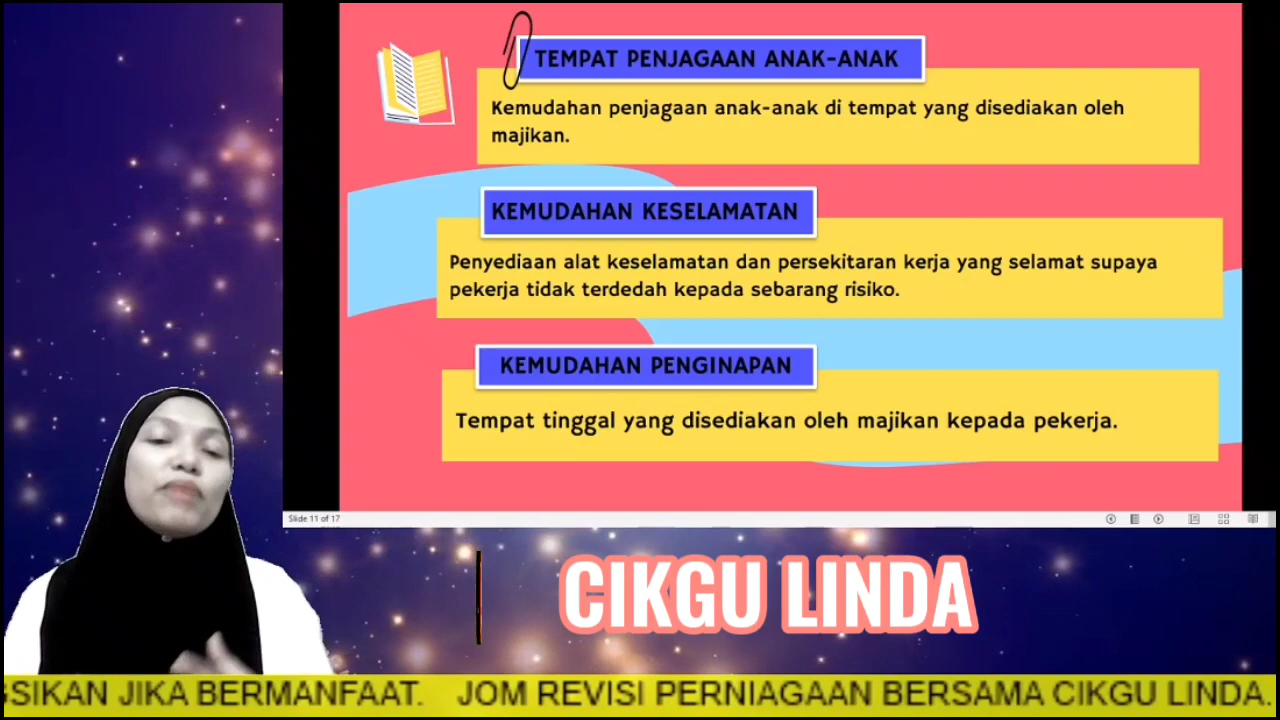 TEMPAT PENJAGAAN ANAK-ANAK
Kemudahan penjagaan anak-anak di tempat yang disediakan oleh
majikan.
KEMUDAHAN KESELAMATAN
Penyediaan alat keselamatan dan persekitaran kerja yang selamat supaya
pekerja tidak terdedah kepada sebarang risiko.
KEMUDAHAN PENGINAPAN
Tempat tinggal yang disediakan oleh majikan kepada pekerja.
Slide 11 of 17
CIKGU LINDA
GSIKAN JIKA BERMANFAAT. JOM REVISI PERNIAGAAN BERSAMA CIKGU LINDA.